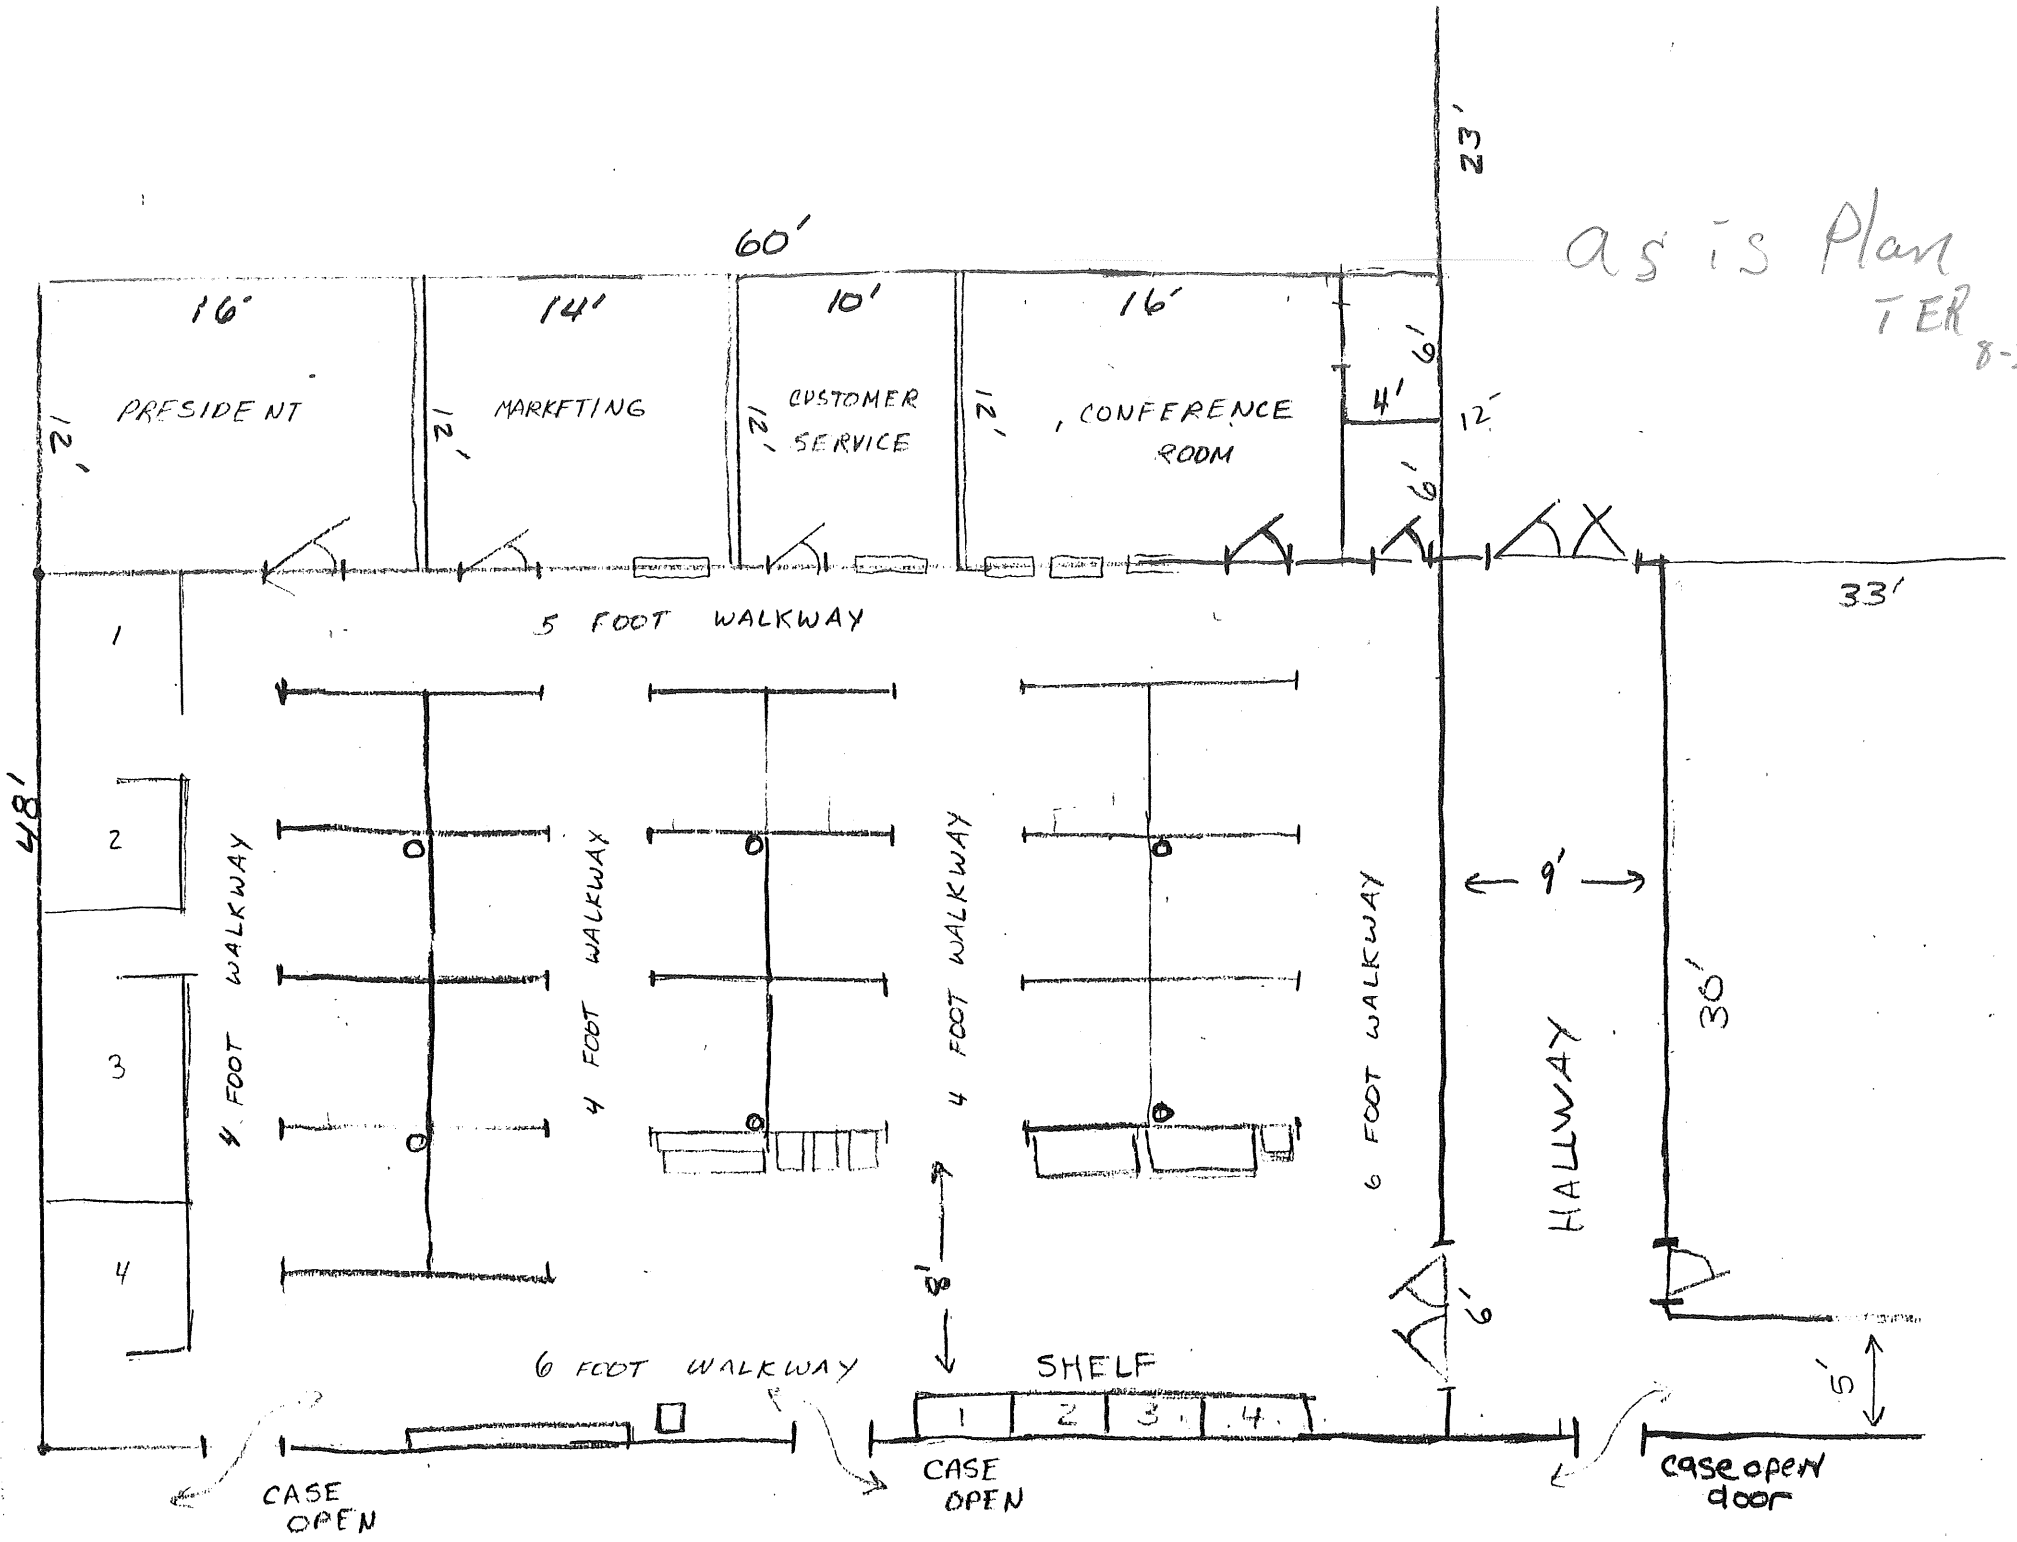 23'
60'
as is Plan
TER
16'
14'
10'
16'
6'
PRESIDENT
12'
MARKETING
12'
CUSTOMER
SERVICE
12'
CONFERENCE
ROOM
12'
4'
12'
6'
33'
5 FOOT WALKWAY
1
2
3
4
48'
4 FOOT WALKWAY
4 FOOT WALKWAY
4 FOOT WALKWAY
6 FOOT WALKWAY
9'
30'
HALLWAY
8'
6'
5'
6 FOOT WALKWAY
SHELF
1 2 3 4
CASE
OPEN
CASE
OPEN
case open
door